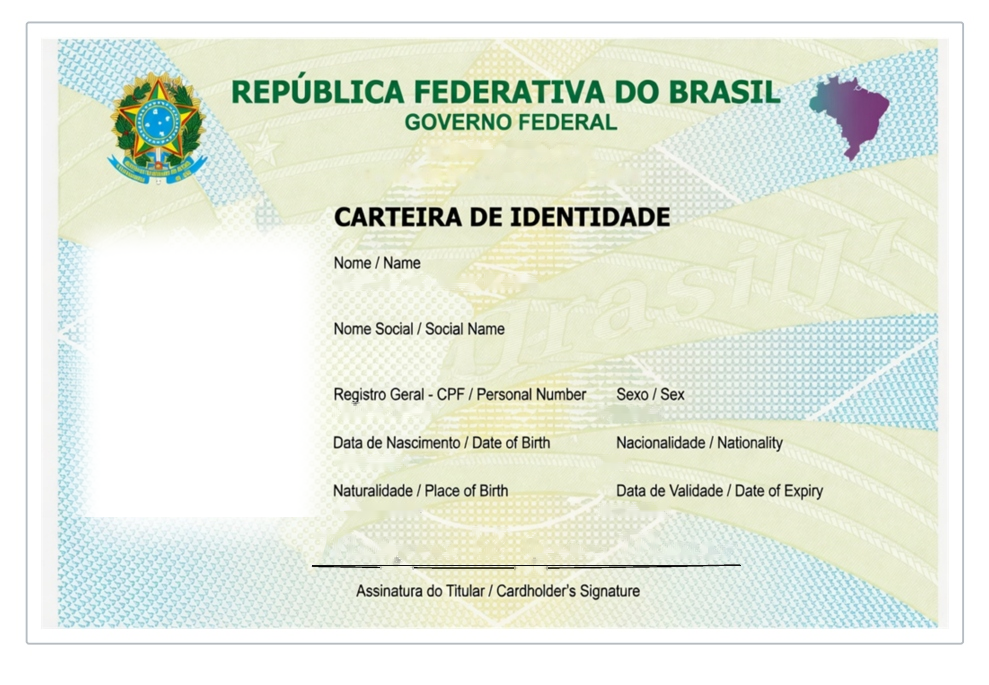 REPÚBLICA FEDERATIVA DO BRASIL
GOVERNO FEDERAL
CARTEIRA DE IDENTIDADE
Nome / Name
Nome Social / Social Name
Registro Geral - CPF / Personal Number
Sexo / Sex
Data de Nascimento / Date of Birth
Nacionalidade / Nationality
Naturalidade / Place of Birth
Data de Validade / Date of Expiry
Assinatura do Titular / Cardholder's Signature